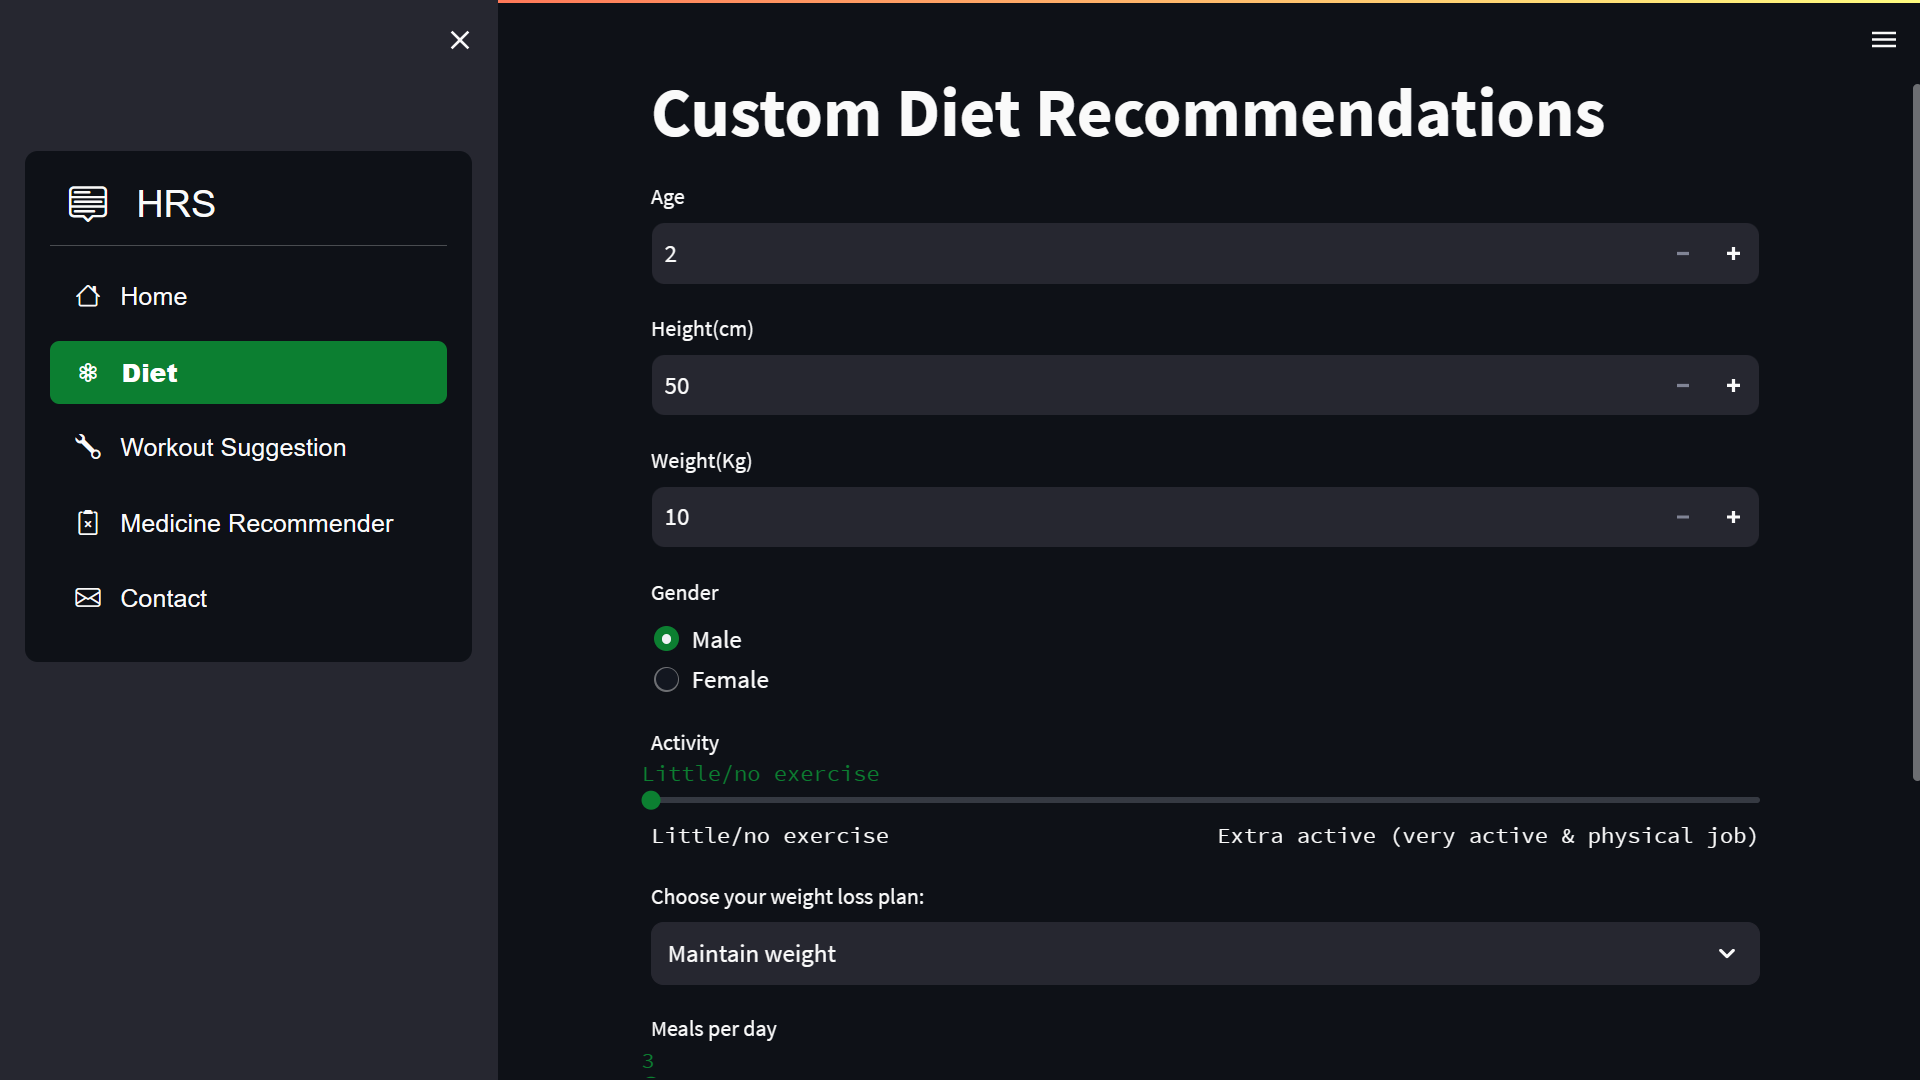 HRS
Home
Diet
Workout Suggestion
Medicine Recommender
Contact
Custom Diet Recommendations
Age
2
Height(cm)
50
Weight(Kg)
10
Gender
Male
Female
Activity
Little/no exercise
Little/no exercise Extra active (very active & physical job)
Choose your weight loss plan:
Maintain weight
Meals per day
3